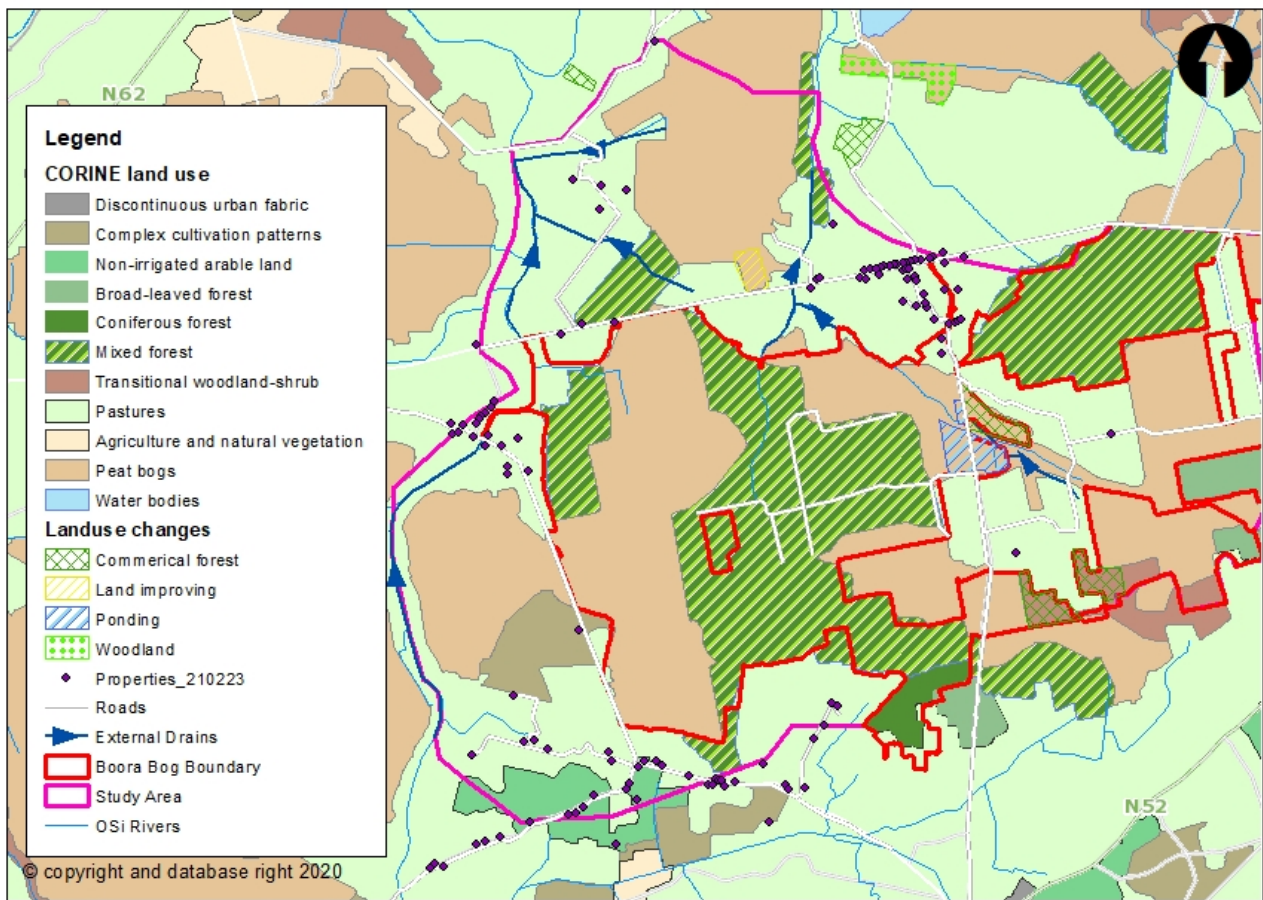 N62
Legend
CORINE land use
Discontinuous urban fabric
Complex cultivation patterns
Non-irrigated arable land
Broad-leaved forest
Coniferous forest
Mixed forest
Transitional woodland-shrub
Pastures
Agriculture and natural vegetation
Peat bogs
Water bodies
Landuse changes
Commerical forest
Land improving
Ponding
Woodland
Properties_210223
Roads
External Drains
Boora Bog Boundary
Study Area
OSi Rivers
N52
© copyright and database right 2020